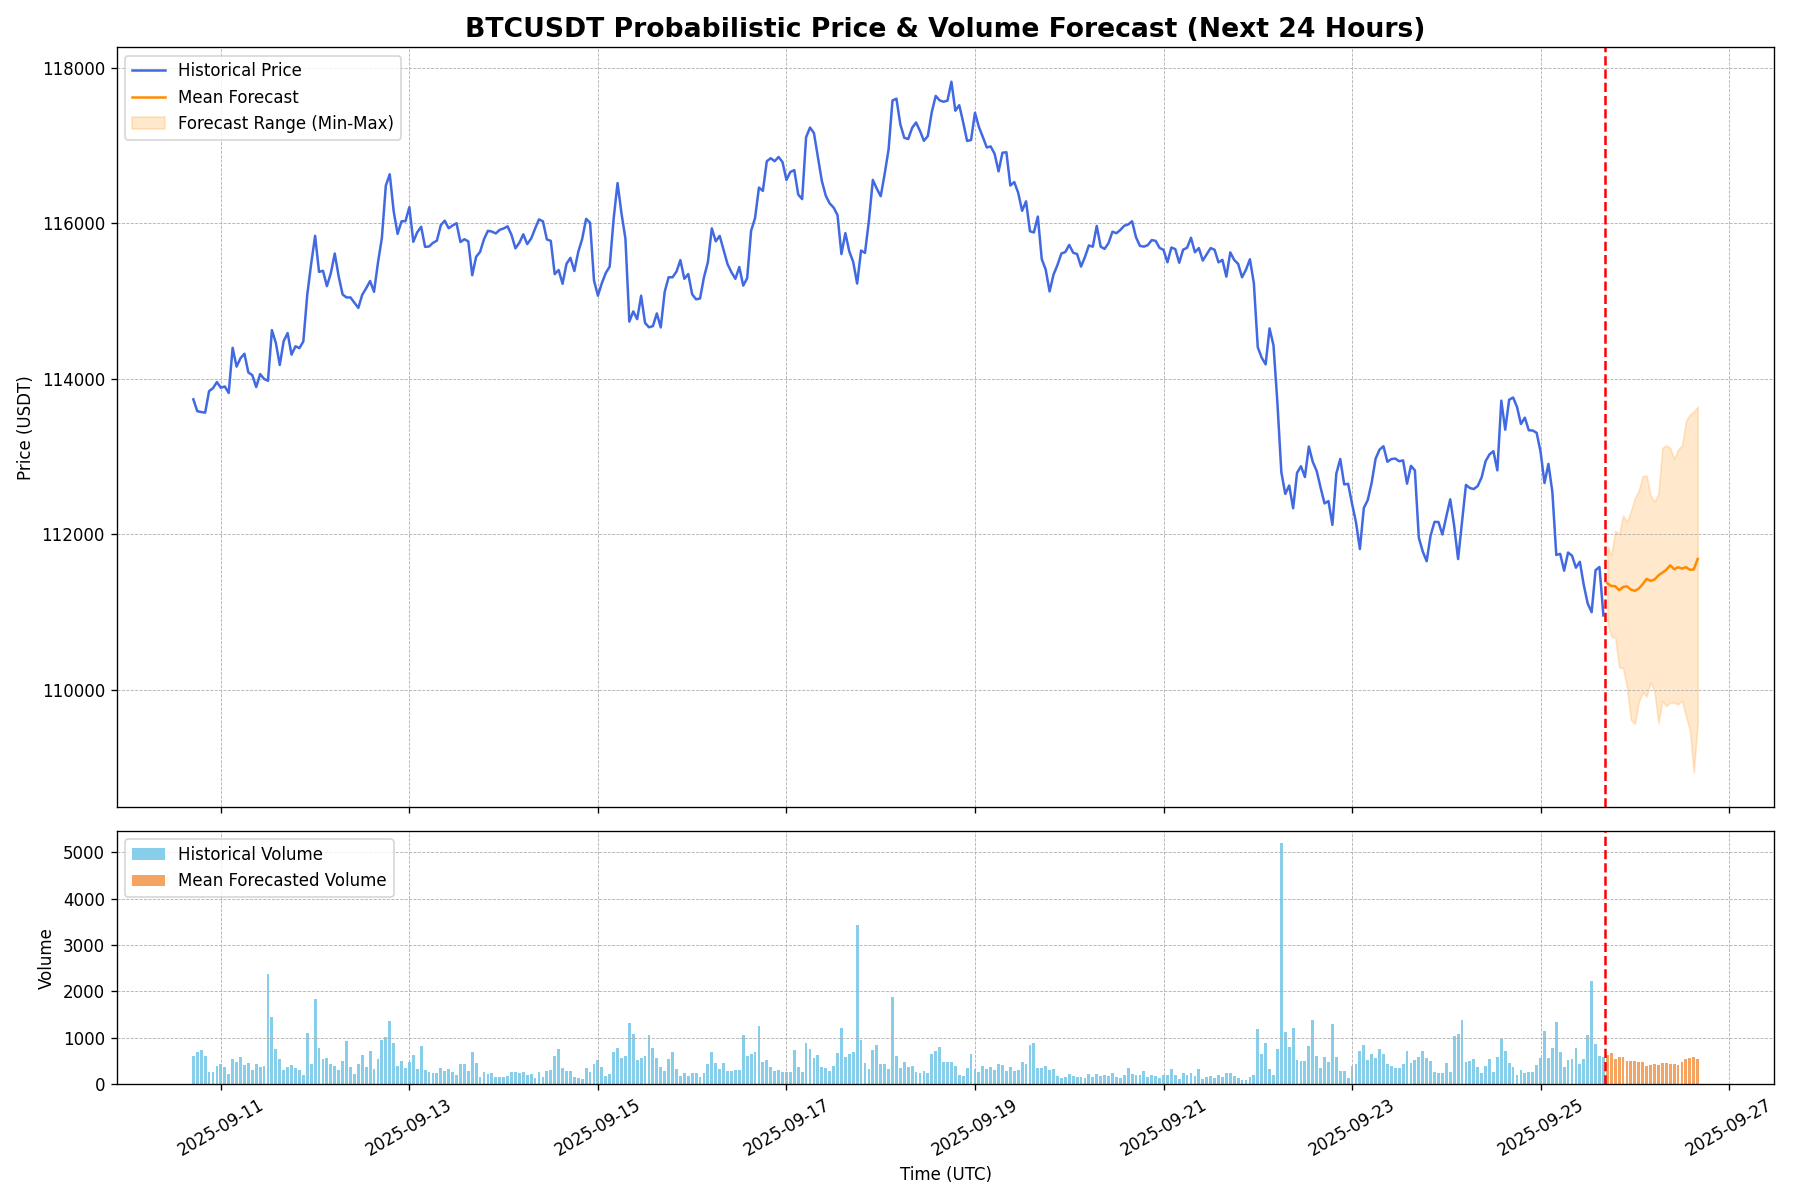 BTCUSDT Probabilistic Price & Volume Forecast (Next 24 Hours)
Historical Price
Mean Forecast
Forecast Range (Min-Max)
118000
116000
114000
112000
110000
Price (USDT)
Historical Volume
Mean Forecasted Volume
5000
4000
3000
2000
1000
0
Volume
2025-09-11
2025-09-13
2025-09-15
2025-09-17
2025-09-19
2025-09-21
2025-09-23
2025-09-25
2025-09-27
Time (UTC)